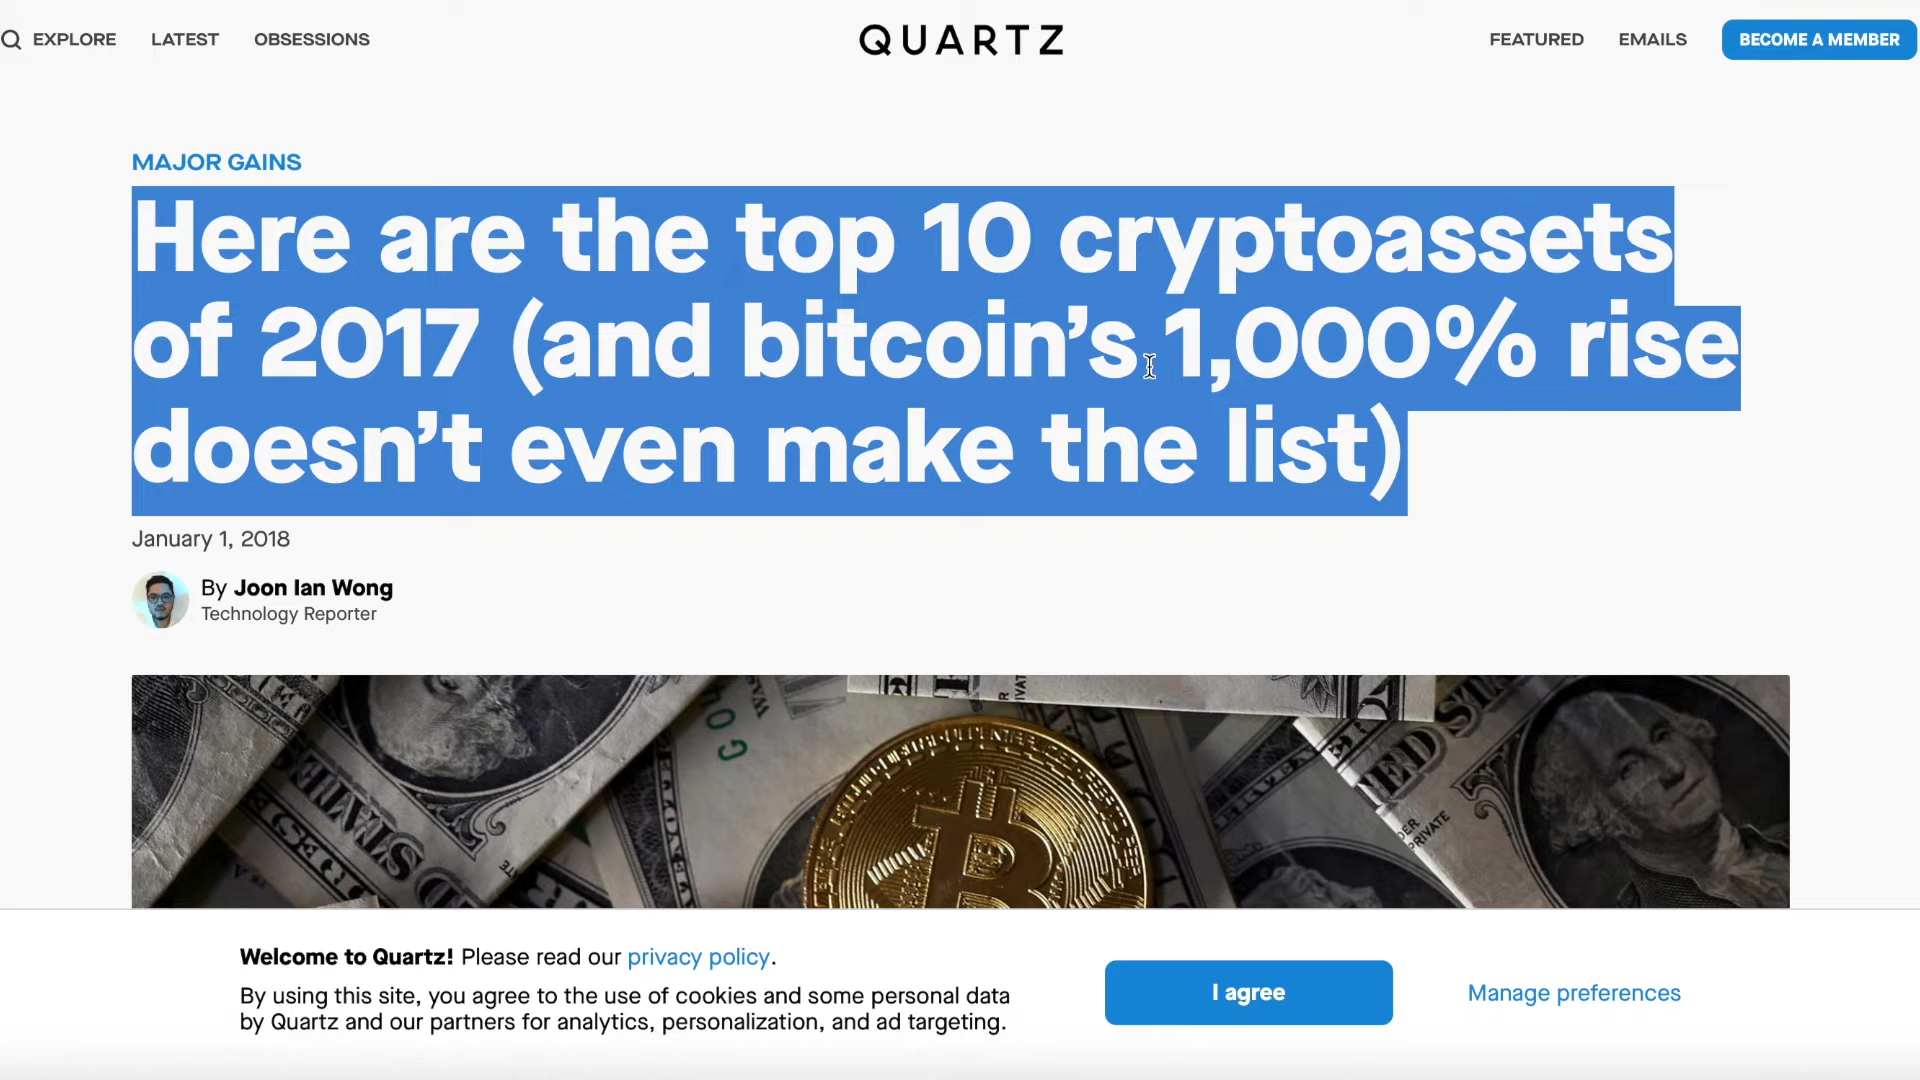 EXPLORE LATEST OBSESSIONS QUARTZ FEATURED EMAILS BECOME A MEMBER
MAJOR GAINS
Here are the top 10 cryptoassets
of 2017 (and bitcoin’s 1,000% rise
doesn’t even make the list)
January 1, 2018
By Joon Ian Wong
Technology Reporter
Welcome to Quartz! Please read our privacy policy.
By using this site, you agree to the use of cookies and some personal data
by Quartz and our partners for analytics, personalization, and ad targeting.
I agree
Manage preferences